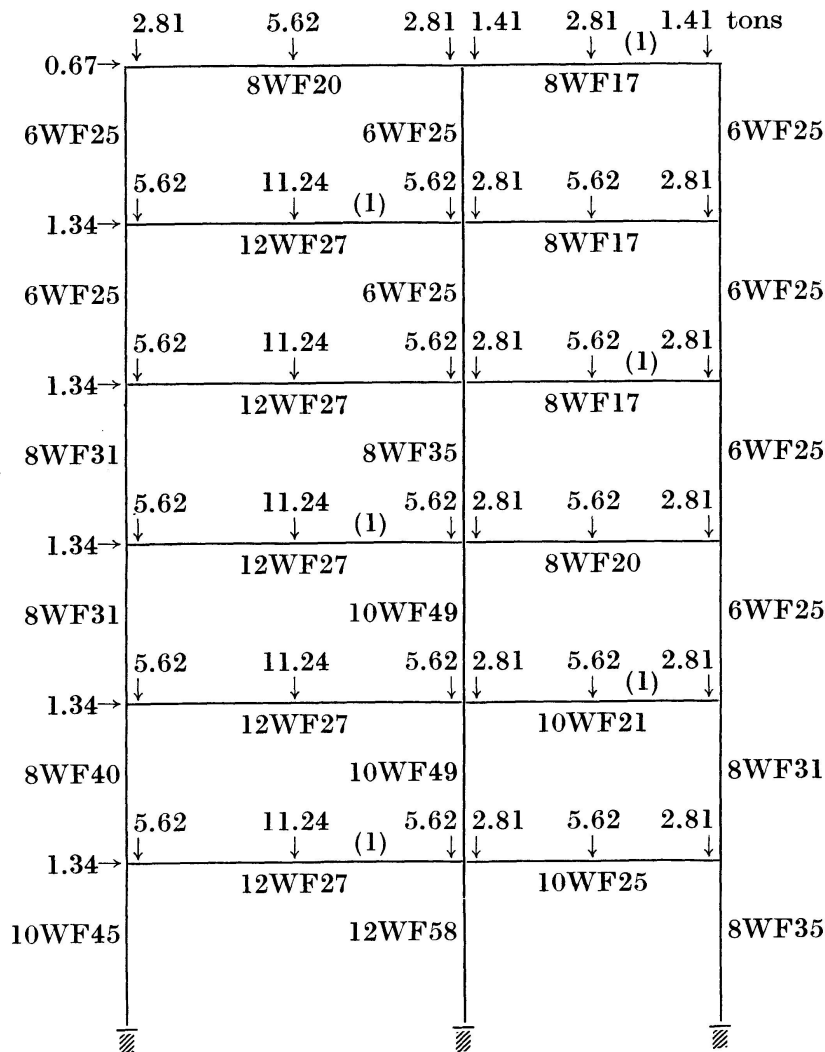 2.81 5.62 2.81 1.41 2.81 1.41 tons
(1)
0.67→
8WF20 8WF17
6WF25 6WF25 6WF25
5.62 11.24 5.62 2.81 5.62 2.81
(1)
1.34→
12WF27 8WF17
6WF25 6WF25 6WF25
5.62 11.24 5.62 2.81 5.62 2.81
(1)
1.34→
12WF27 8WF17
8WF31 8WF35 6WF25
5.62 11.24 5.62 2.81 5.62 2.81
(1)
1.34→
12WF27 8WF20
8WF31 10WF49 6WF25
5.62 11.24 5.62 2.81 5.62 2.81
(1)
1.34→
12WF27 10WF21
8WF40 10WF49 8WF31
5.62 11.24 5.62 2.81 5.62 2.81
(1)
1.34→
12WF27 10WF25
10WF45 12WF58 8WF35